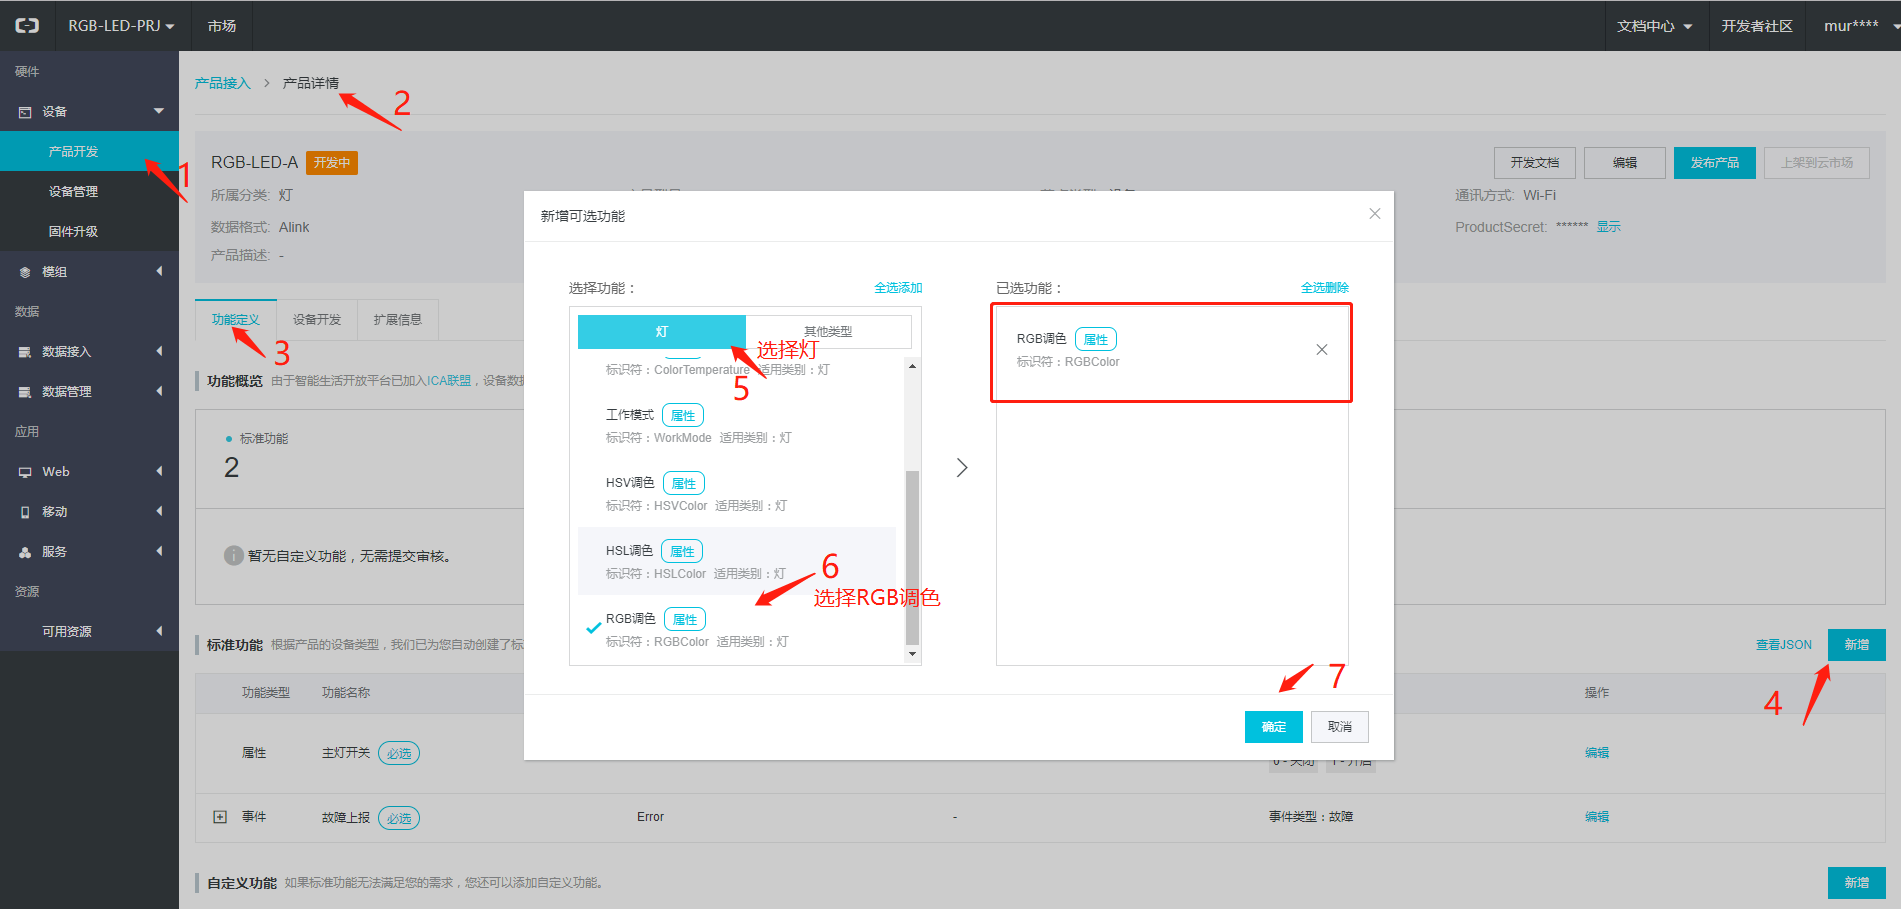 RGB-LED-PRJ
市场
文档中心
开发者社区
mur****
硬件
设备
产品开发
1
设备管理
固件升级
模组
数据
数据接入
数据管理
应用
Web
移动
服务
资源
可用资源
产品接入 > 产品详情
2
RGB-LED-A 开发中
开发文档
编辑
发布产品
上架到云市场
所属分类: 灯
通讯方式: Wi-Fi
数据格式: Alink
ProductSecret: ****** 显示
产品描述: -
功能定义
设备开发
扩展信息
3
功能概览 由于智能生活开放平台已加入ICA联盟，设备数据
标准功能
2
暂无自定义功能，无需提交审核。
新增可选功能
选择功能：
全选添加
灯
其他类型
选择灯
5
标识符：ColorTemperature 适用类别：灯
工作模式 属性
标识符：WorkMode 适用类别：灯
HSV调色 属性
标识符：HSVColor 适用类别：灯
HSL调色 属性
标识符：HSLColor 适用类别：灯
6
选择RGB调色
RGB调色 属性
标识符：RGBColor 适用类别：灯
已选功能：
全选删除
RGB调色 属性
标识符：RGBColor
7
确定
取消
标准功能 根据产品的设备类型，我们已为您自动创建了标
查看JSON
新增
4
功能类型
功能名称
操作
属性
主灯开关 必选
0 - 关闭
1 - 开启
编辑
事件
故障上报 必选
Error
-
事件类型：故障
编辑
自定义功能 如果标准功能无法满足您的需求，您还可以添加自定义功能。
新增